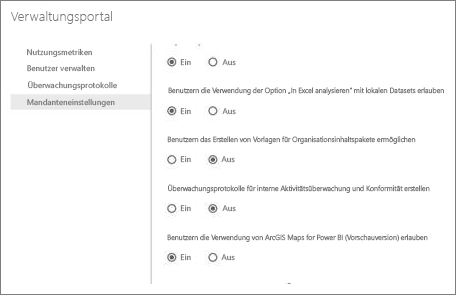 Verwaltungsportal
Nutzungsmetriken
Benutzer verwalten
Überwachungsprotokolle
Mandanteneinstellungen
Ein Aus
Benutzern die Verwendung der Option „In Excel analysieren" mit lokalen Datasets erlauben
Ein Aus
Benutzern das Erstellen von Vorlagen für Organisationsinhaltspakete ermöglichen
Ein Aus
Überwachungsprotokolle für interne Aktivitätsüberwachung und Konformität erstellen
Ein Aus
Benutzern die Verwendung von ArcGIS Maps for Power BI (Vorschauversion) erlauben
Ein Aus